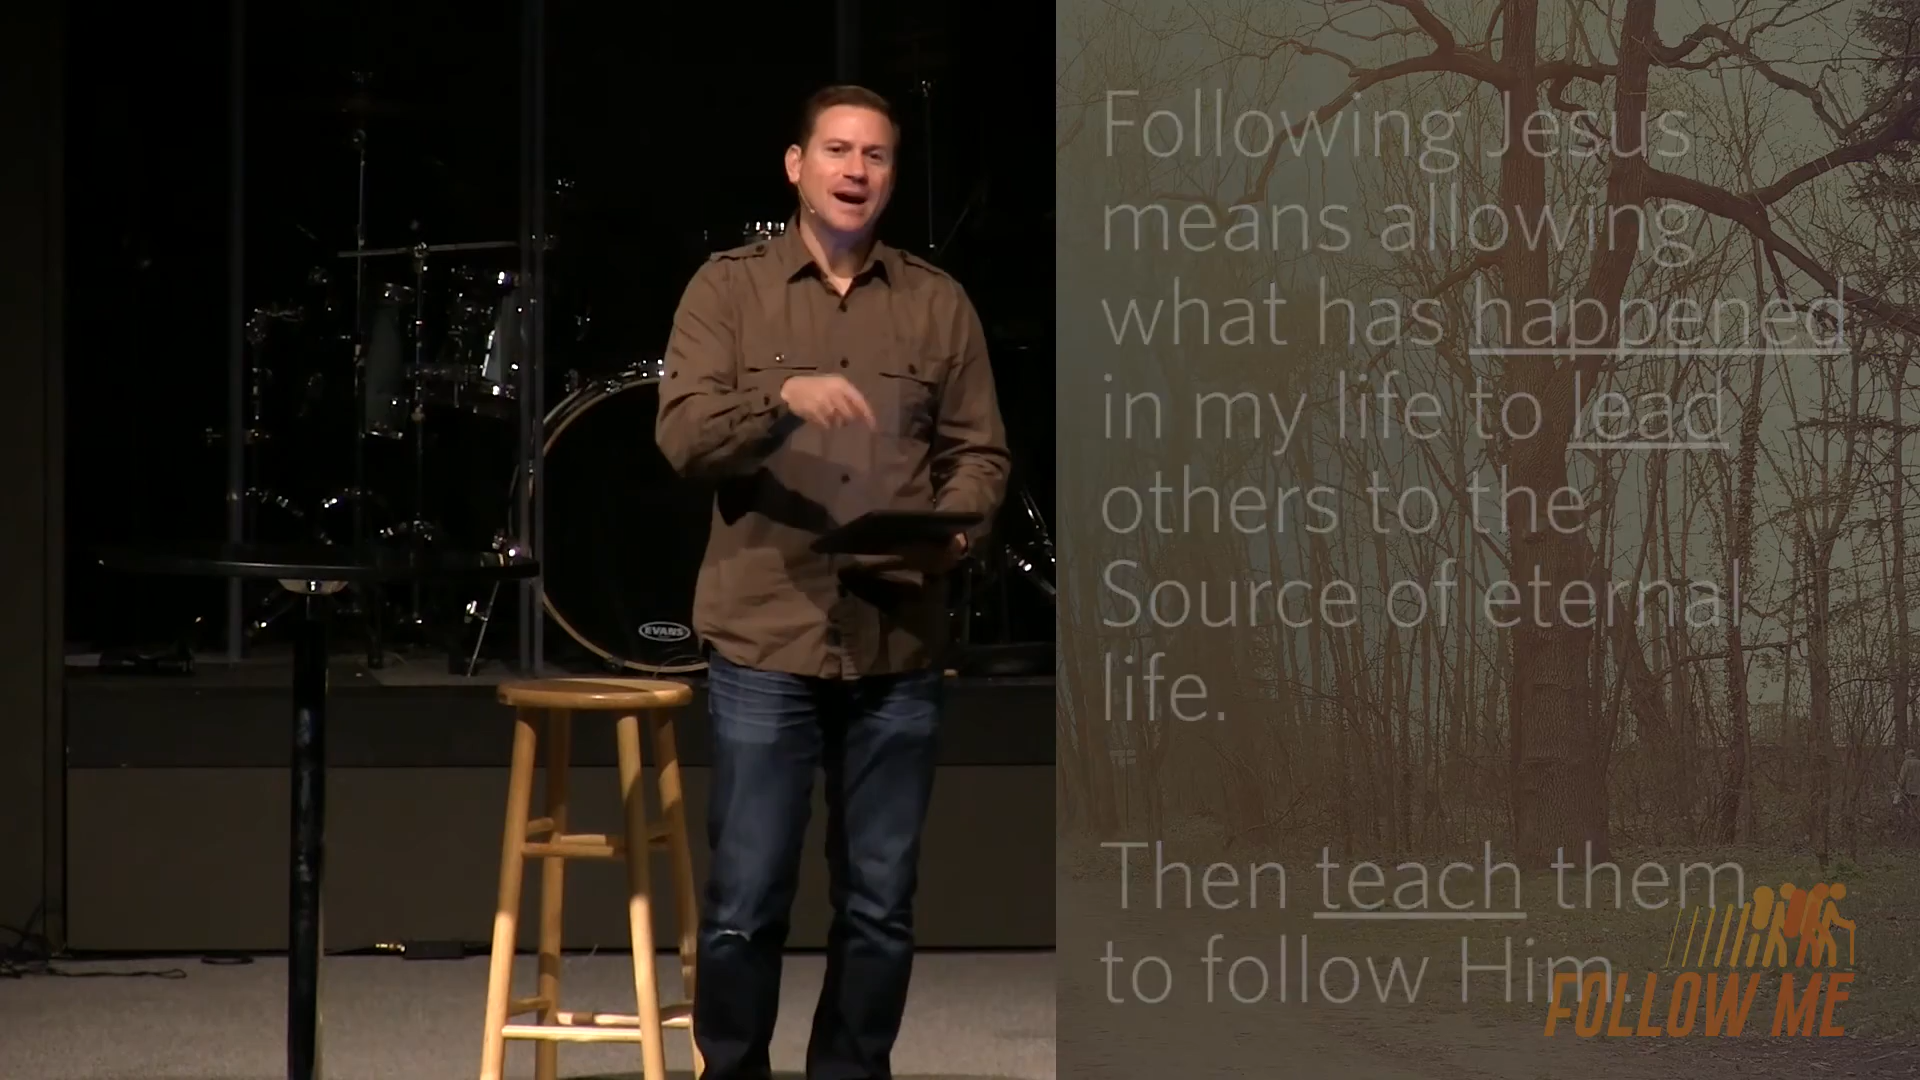 Following Jesus
means allowing
what has happened
in my life to lead
others to the
Source of eternal
life.
Then teach them
to follow Him.
FOLLOW ME
EVANS